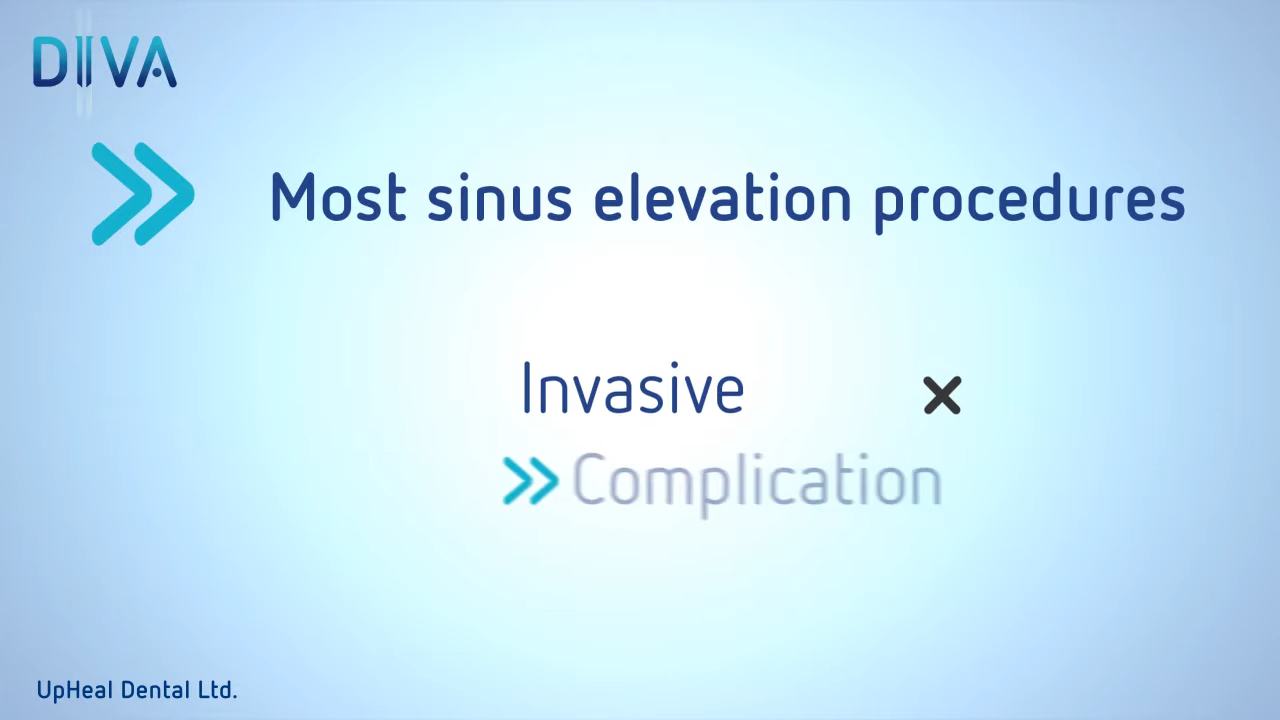 DIVA
Most sinus elevation procedures
Invasive
Complication
UpHeal Dental Ltd.